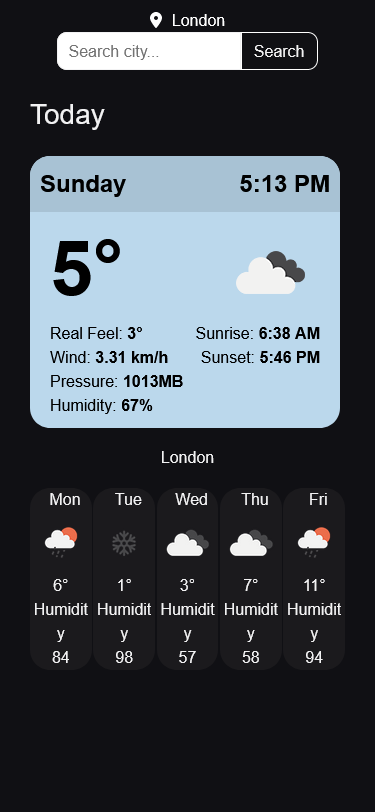 London
Search city... Search
Today
Sunday 5:13 PM
5°
Real Feel: 3° Sunrise: 6:38 AM
Wind: 3.31 km/h Sunset: 5:46 PM
Pressure: 1013MB
Humidity: 67%
London
Mon Tue Wed Thu Fri
6° 1° 3° 7° 11°
Humidit Humidit Humidit Humidit Humidit
y y y y y
84 98 57 58 94